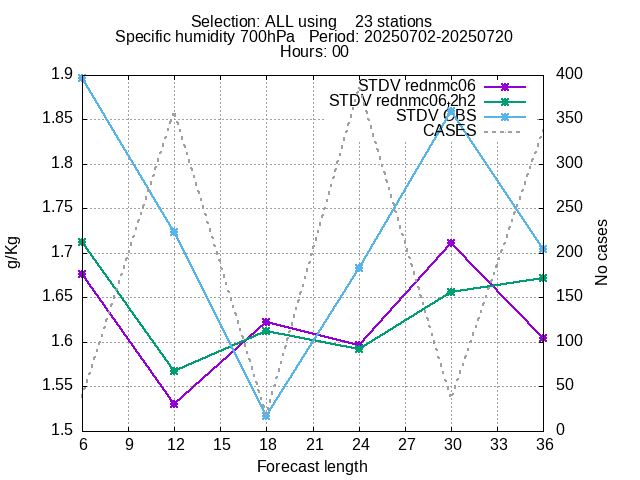 Selection: ALL using    23 stations
Specific humidity 700hPa   Period: 20250702-20250720
Hours: 00
STDV rednmc06
STDV rednmc06.2h2
STDV OBS
CASES
1.9
1.85
1.8
1.75
1.7
1.65
1.6
1.55
1.5
400
350
300
250
200
150
100
50
0
g/Kg
No cases
6 9 12 15 18 21 24 27 30 33 36
Forecast length